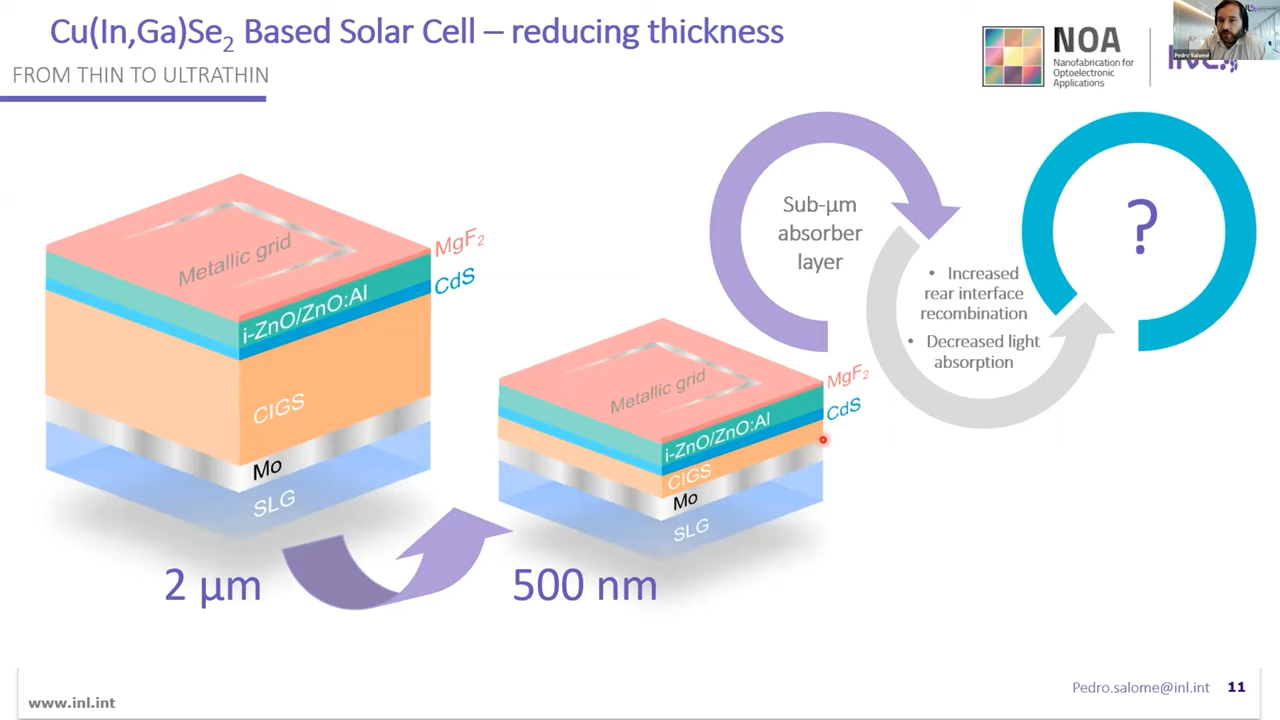 Cu(In,Ga)Se₂ Based Solar Cell – reducing thickness
FROM THIN TO ULTRATHIN
NOA
Nanofabrication for
Optoelectronic
Applications
Pedro Salomé
Metallic grid
MgF₂
i-ZnO/ZnO:Al
CdS
CIGS
Mo
SLG
2 µm
Metallic grid
MgF₂
i-ZnO/ZnO:Al
CdS
CIGS
Mo
SLG
500 nm
Sub-µm
absorber
layer
• Increased
rear interface
recombination
• Decreased light
absorption
?
www.inl.int
Pedro.salome@inl.int 11